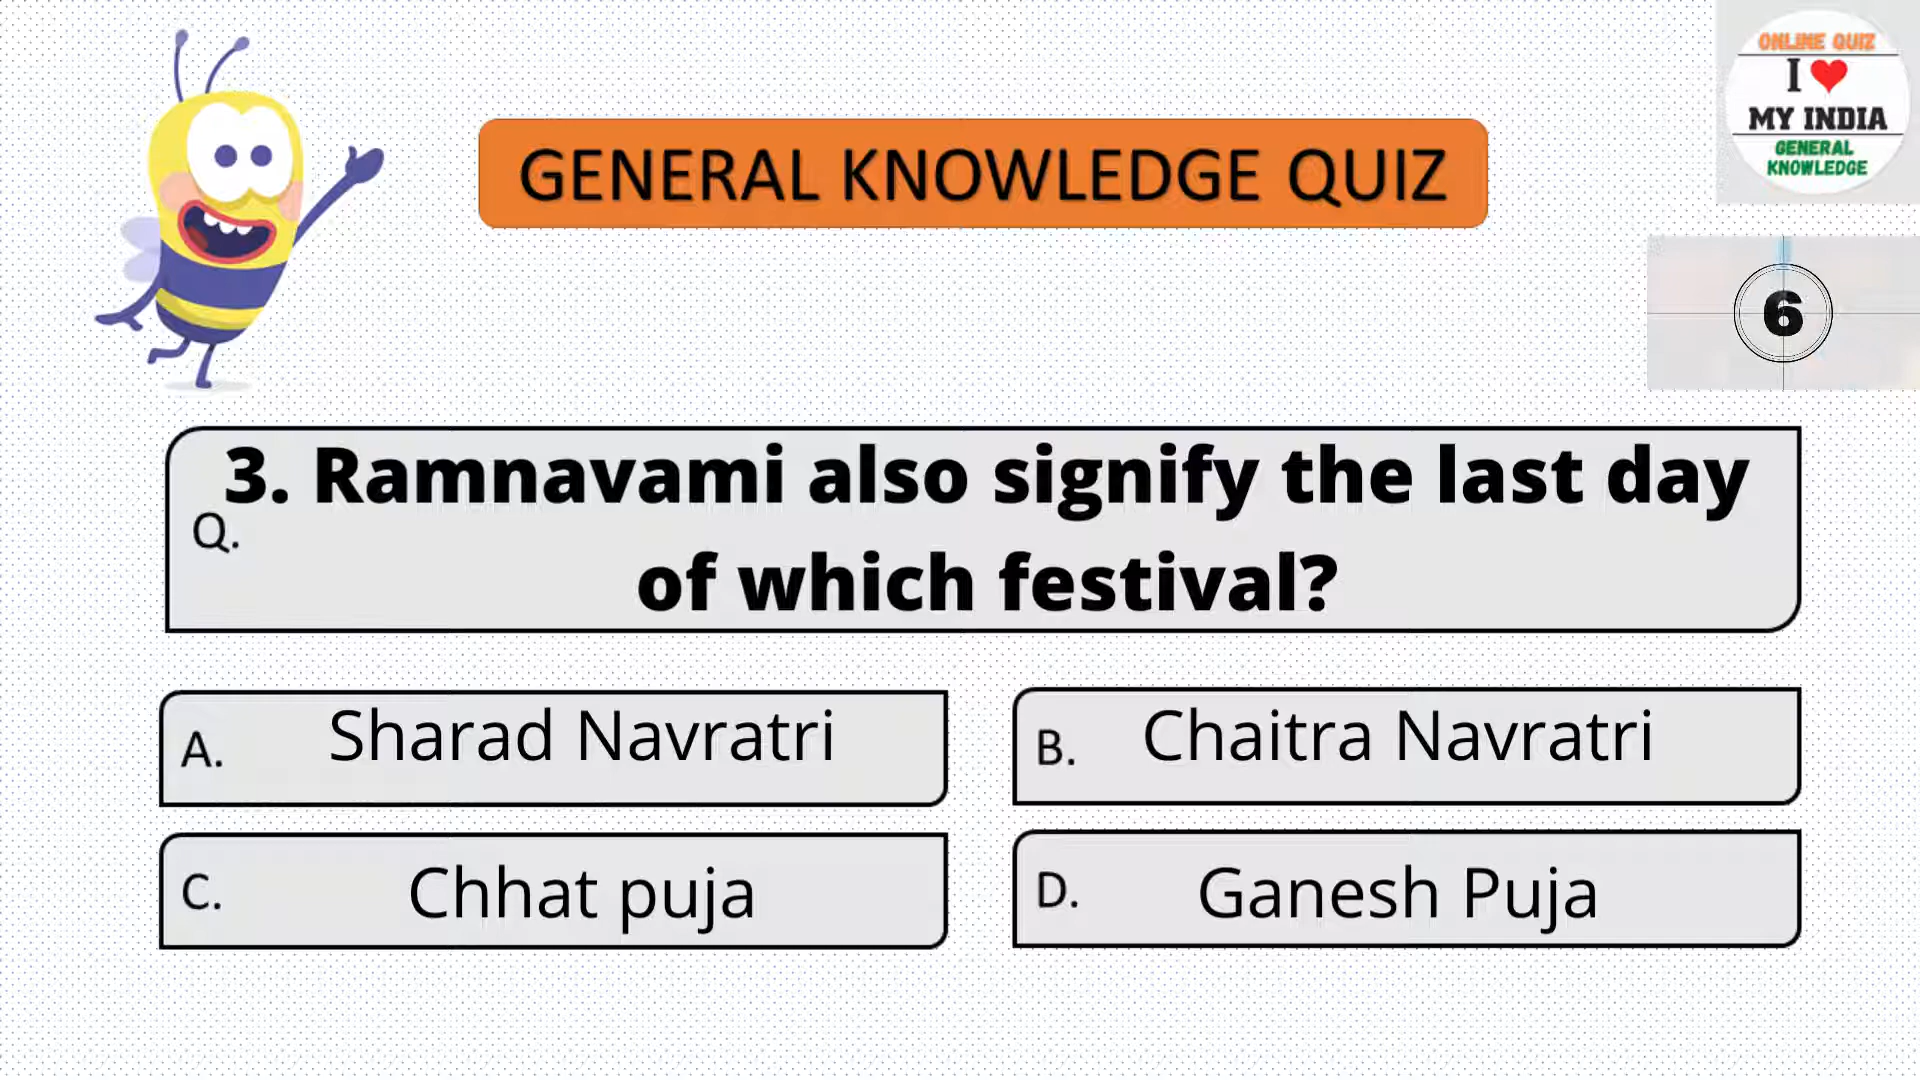 ONLINE QUIZ
I ❤
MY INDIA
GENERAL
KNOWLEDGE
GENERAL KNOWLEDGE QUIZ
6
Q.
3. Ramnavami also signify the last day
of which festival?
A. Sharad Navratri
B. Chaitra Navratri
C. Chhat puja
D. Ganesh Puja